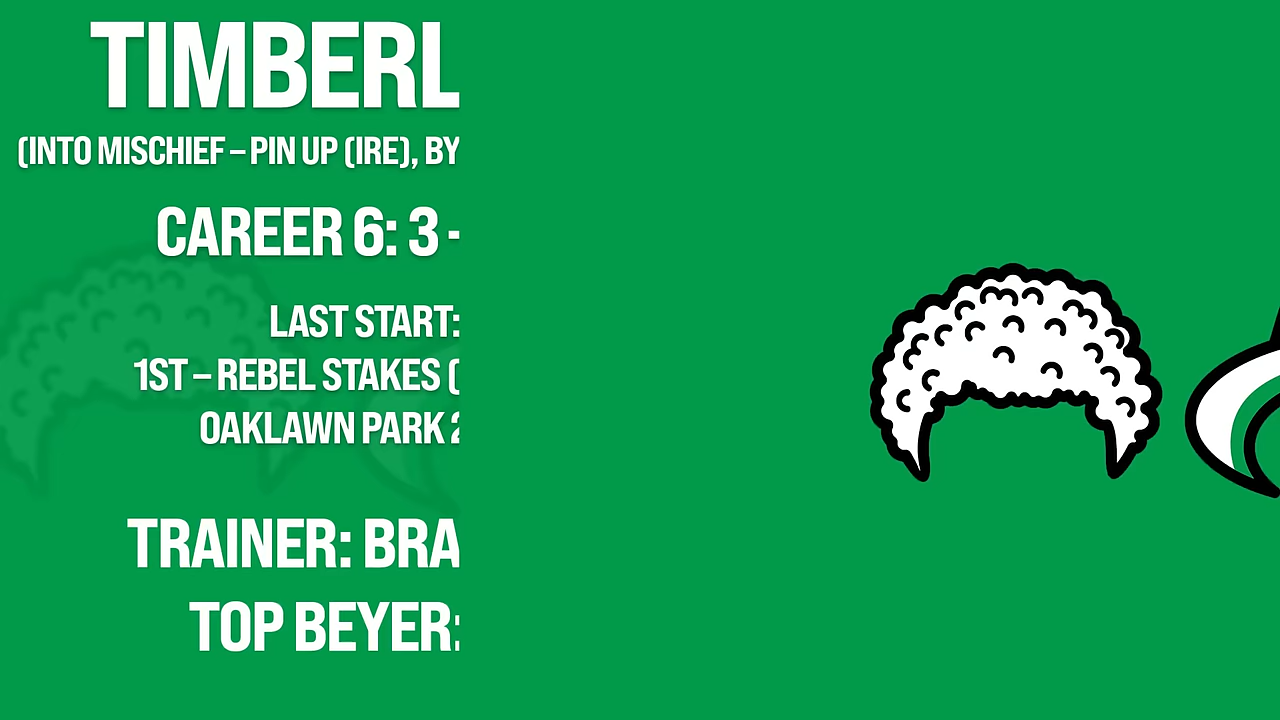 TIMBERL
(INTO MISCHIEF – PIN UP (IRE), BY
CAREER 6: 3 -
LAST START:
1ST – REBEL STAKES (
OAKLAWN PARK
TRAINER: BRA
TOP BEYER: